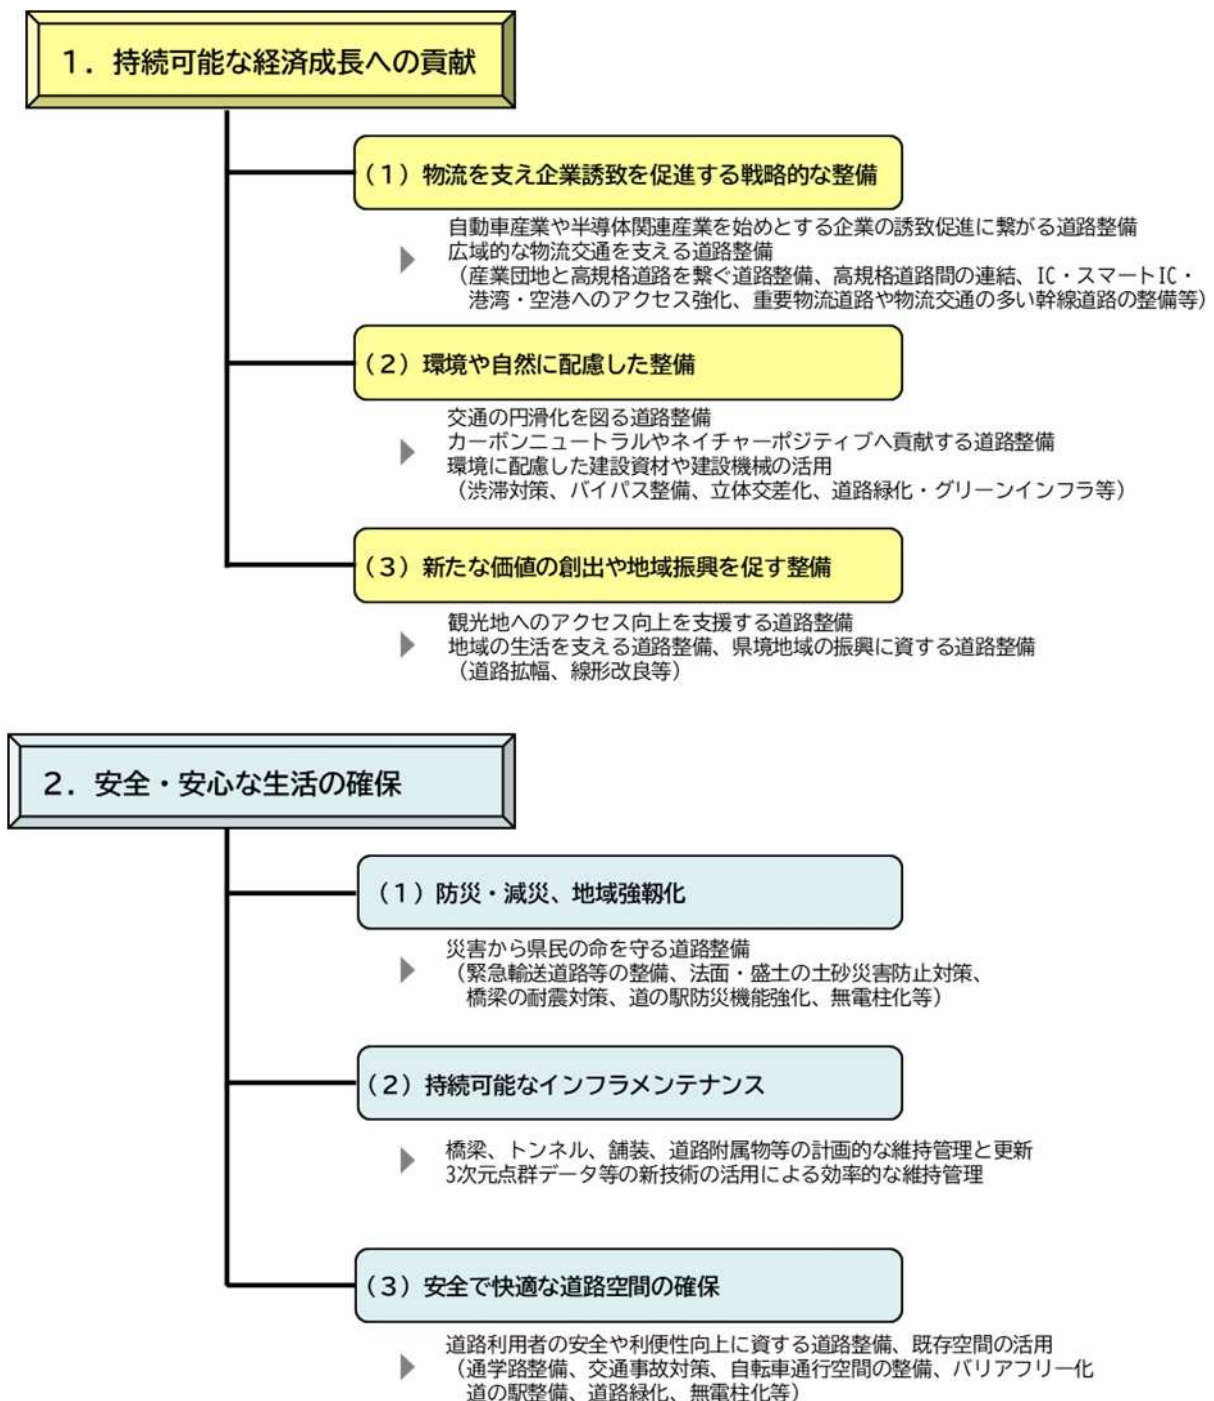 １．持続可能な経済成長への貢献
（１）物流を支え企業誘致を促進する戦略的な整備
自動車産業や半導体関連産業を始めとする企業の誘致促進に繋がる道路整備
広域的な物流交通を支える道路整備
（産業団地と高規格道路を繋ぐ道路整備、高規格道路間の連結、IC・スマートIC・
港湾・空港へのアクセス強化、重要物流道路や物流交通の多い幹線道路の整備等）
（２）環境や自然に配慮した整備
交通の円滑化を図る道路整備
カーボンニュートラルやネイチャーポジティブへ貢献する道路整備
環境に配慮した建設資材や建設機械の活用
（渋滞対策、バイパス整備、立体交差化、道路緑化・グリーンインフラ等）
（３）新たな価値の創出や地域振興を促す整備
観光地へのアクセス向上を支援する道路整備
地域の生活を支える道路整備、県境地域の振興に資する道路整備
（道路拡幅、線形改良等）
２．安全・安心な生活の確保
（１）防災・減災、地域強靱化
災害から県民の命を守る道路整備
（緊急輸送道路等の整備、法面・盛土の土砂災害防止対策、
橋梁の耐震対策、道の駅防災機能強化、無電柱化等）
（２）持続可能なインフラメンテナンス
橋梁、トンネル、舗装、道路附属物等の計画的な維持管理と更新
3次元点群データ等の新技術の活用による効率的な維持管理
（３）安全で快適な道路空間の確保
道路利用者の安全や利便性向上に資する道路整備、既存空間の活用
（通学路整備、交通事故対策、自転車通行空間の整備、バリアフリー化
道の駅整備、道路緑化、無電柱化等）